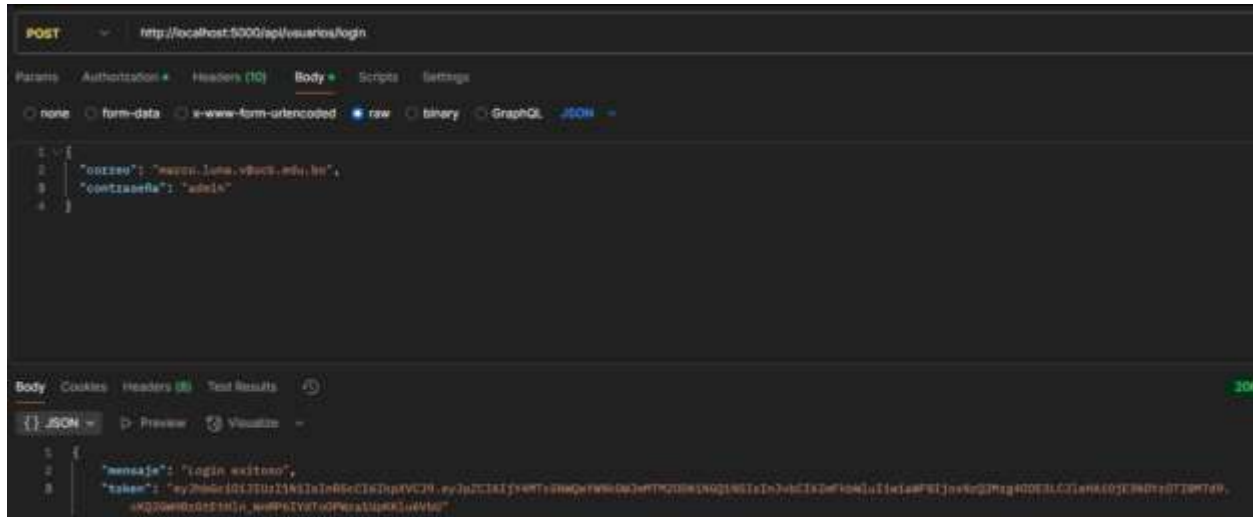 POST http://localhost:5000/api/usuarios/login
Params Authorization Headers (10) Body Scripts Settings
none form-data x-www-form-urlencoded raw binary GraphQL JSON
1 {
2 "correo": "marco.luna.v@ucb.edu.bo",
3 "contraseña": "admin"
4 }
Body Cookies Headers (8) Test Results
200
{} JSON Preview Visualize
1 {
2 "mensaje": "Login exitoso",
3 "token":